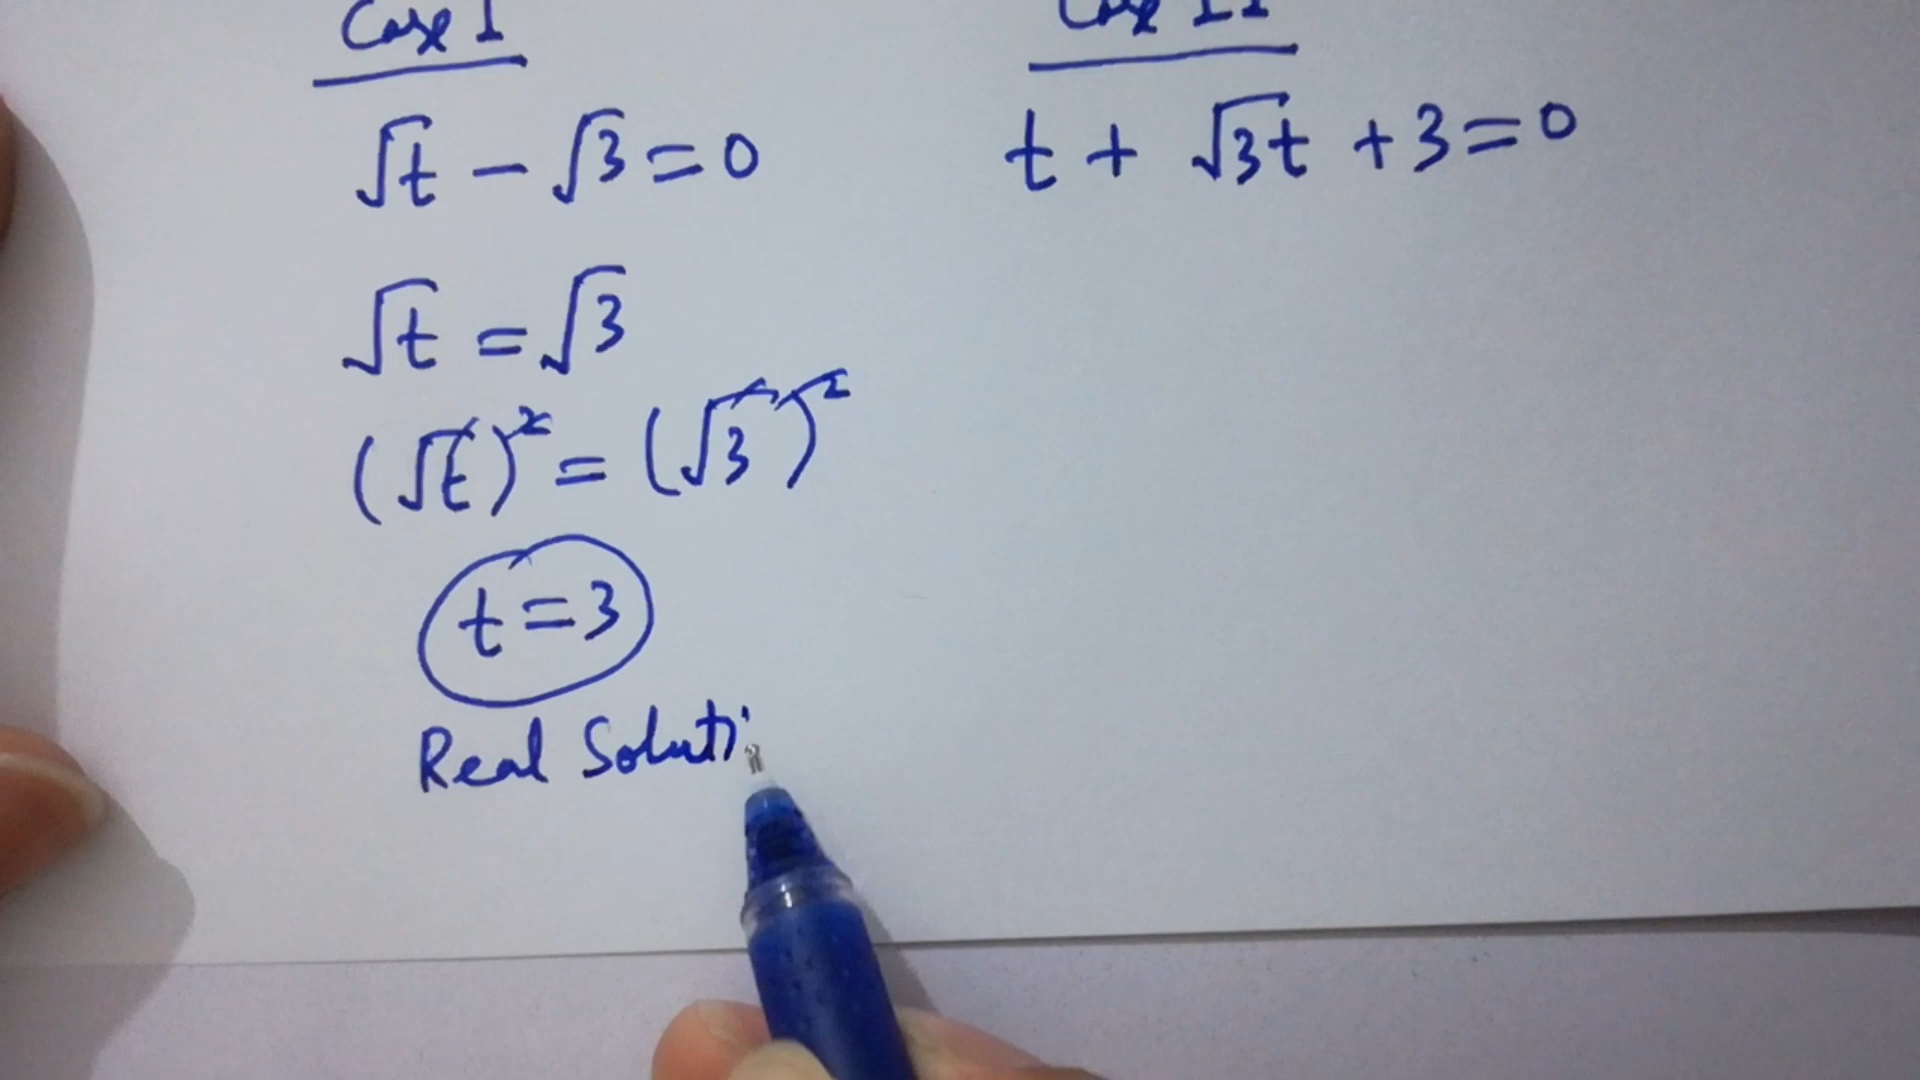 Case I
√t - √3 = 0
√t = √3
(√t)² = (√3)²
t = 3
Real Soluti
Case II
t + √3t + 3 = 0